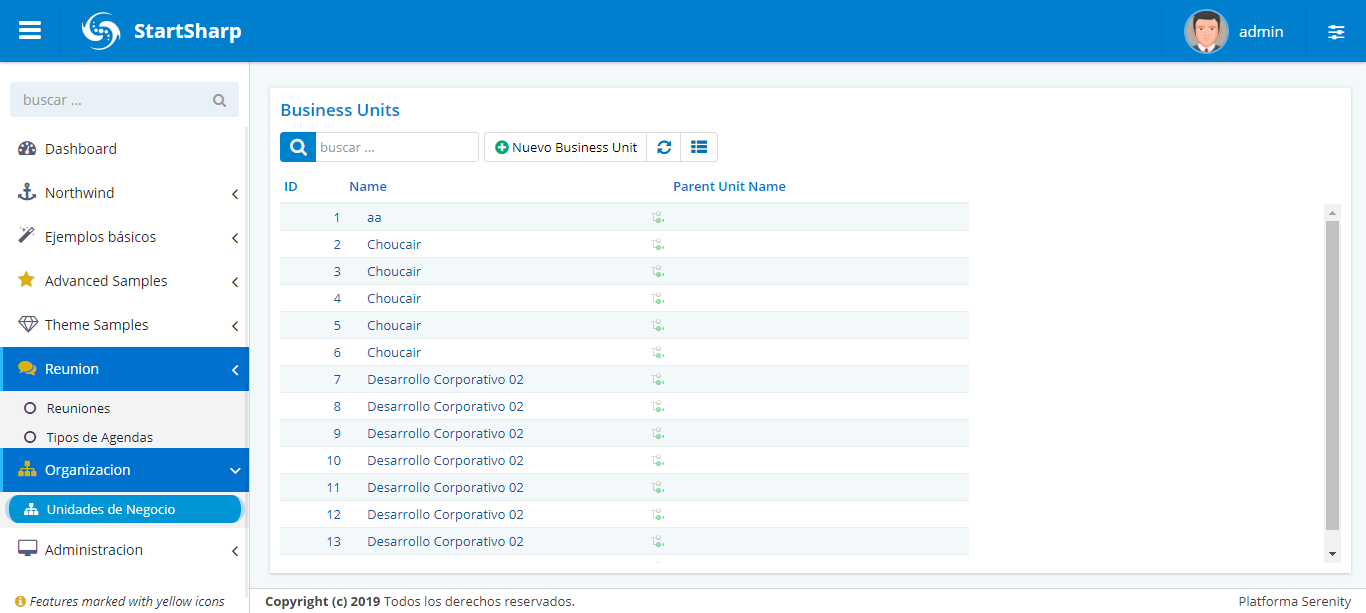 StartSharp
admin
buscar ...
Dashboard
Northwind
Ejemplos básicos
Advanced Samples
Theme Samples
Reunion
Reuniones
Tipos de Agendas
Organizacion
Unidades de Negocio
Administracion
Features marked with yellow icons
Business Units
buscar ... Nuevo Business Unit
ID Name Parent Unit Name
1 aa
2 Choucair
3 Choucair
4 Choucair
5 Choucair
6 Choucair
7 Desarrollo Corporativo 02
8 Desarrollo Corporativo 02
9 Desarrollo Corporativo 02
10 Desarrollo Corporativo 02
11 Desarrollo Corporativo 02
12 Desarrollo Corporativo 02
13 Desarrollo Corporativo 02
Copyright (c) 2019 Todos los derechos reservados. Platforma Serenity